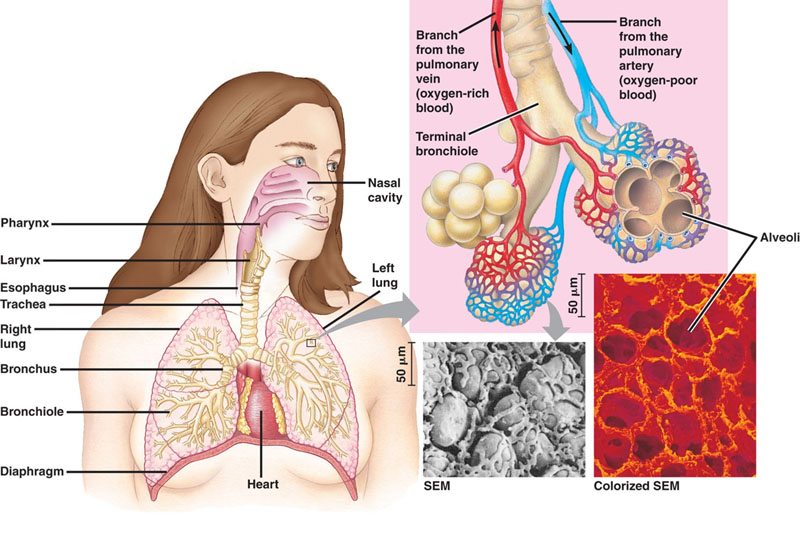 Branch
from the
pulmonary
vein
(oxygen-rich
blood)
Branch
from the
pulmonary
artery
(oxygen-poor
blood)
Terminal
bronchiole
Nasal
cavity
Pharynx
Larynx
Esophagus
Trachea
Right
lung
Bronchus
Bronchiole
Diaphragm
Left
lung
Heart
Alveoli
50 µm
50 µm
SEM
Colorized SEM